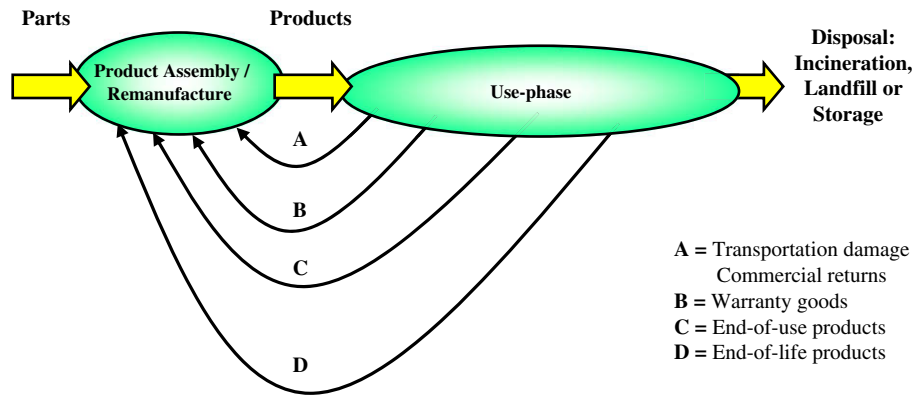 Parts
Products
Product Assembly /
Remanufacture
Use-phase
Disposal:
Incineration,
Landfill or
Storage
A
B
C
D
A = Transportation damage
Commercial returns
B = Warranty goods
C = End-of-use products
D = End-of-life products